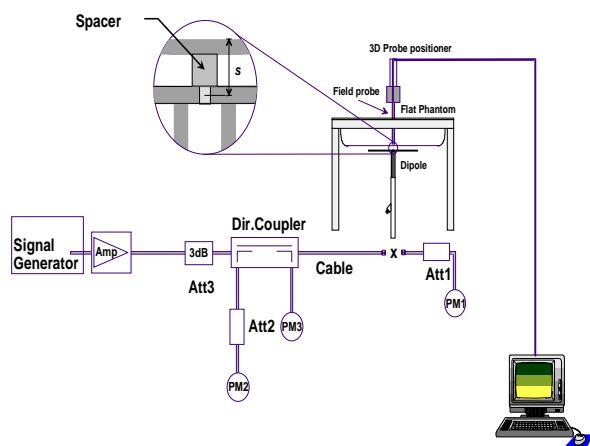 Spacer
s
3D Probe positioner
Field probe
Flat Phantom
Dipole
Signal
Generator
Amp
3dB
Att3
Dir.Coupler
Cable
x
Att1
PM1
Att2
PM3
PM2